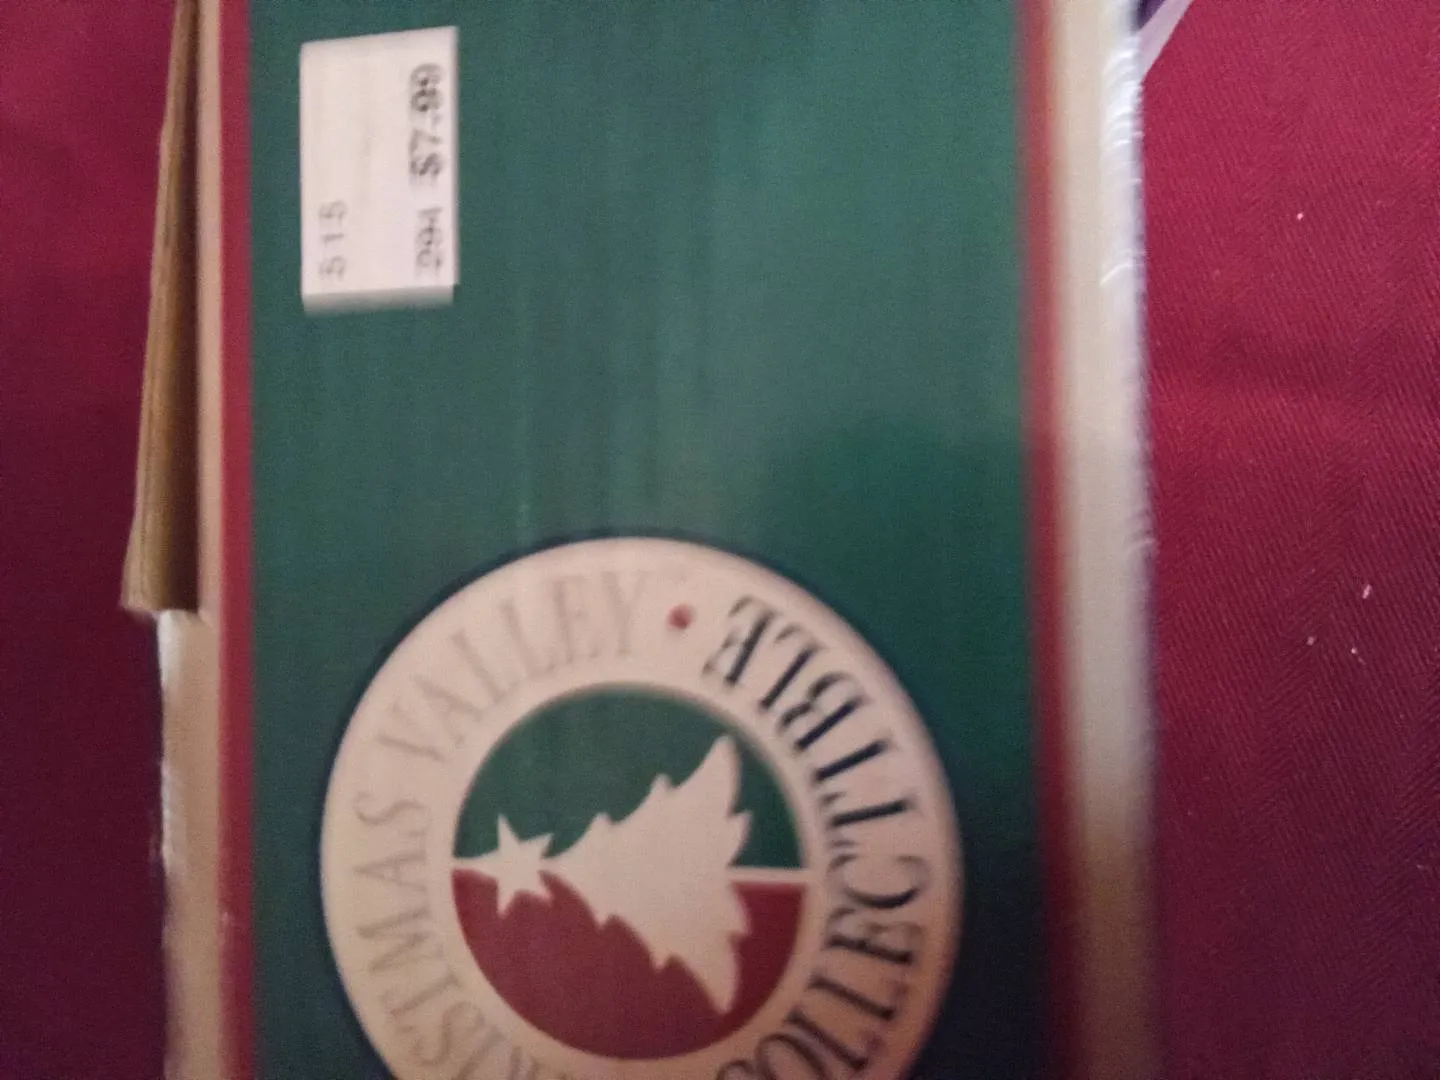 515
294 $7.99
CHRISTMAS VALLEY • COLLECTIBLE